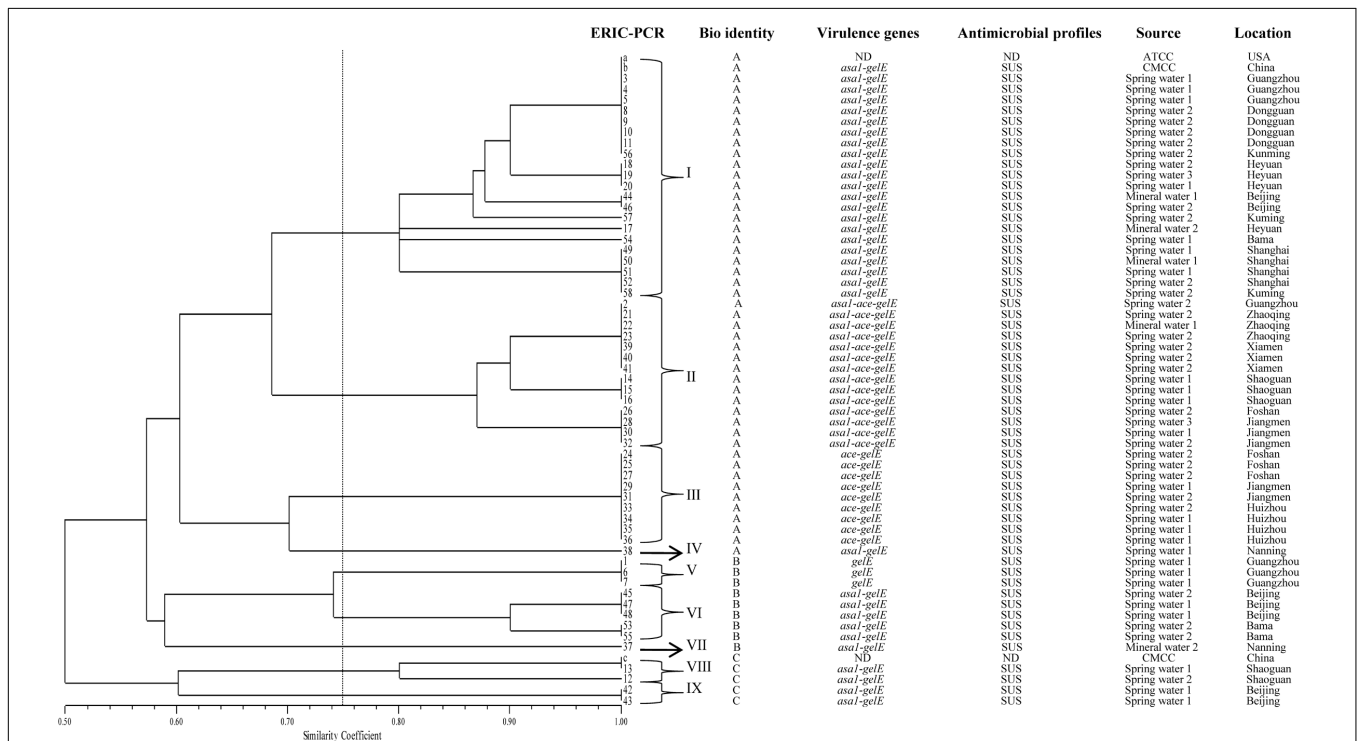 ERIC-PCR Bio identity Virulence genes Antimicrobial profiles Source Location
a A ND ND ATCC USA
b A asa1-gelE SUS CMCC China
3 A asa1-gelE SUS Spring water 1 Guangzhou
4 A asa1-gelE SUS Spring water 1 Guangzhou
5 A asa1-gelE SUS Spring water 1 Guangzhou
8 A asa1-gelE SUS Spring water 2 Dongguan
9 A asa1-gelE SUS Spring water 2 Dongguan
10 A asa1-gelE SUS Spring water 2 Dongguan
11 A asa1-gelE SUS Spring water 2 Dongguan
56 A asa1-gelE SUS Spring water 2 Kunming
18 A asa1-gelE SUS Spring water 2 Heyuan
19 I A asa1-gelE SUS Spring water 3 Heyuan
20 A asa1-gelE SUS Spring water 1 Heyuan
44 A asa1-gelE SUS Mineral water 1 Beijing
46 A asa1-gelE SUS Spring water 2 Beijing
57 A asa1-gelE SUS Spring water 2 Kuming
17 A asa1-gelE SUS Mineral water 2 Heyuan
54 A asa1-gelE SUS Spring water 1 Bama
49 A asa1-gelE SUS Spring water 1 Shanghai
50 A asa1-gelE SUS Mineral water 1 Shanghai
51 A asa1-gelE SUS Spring water 1 Shanghai
52 A asa1-gelE SUS Spring water 2 Shanghai
58 A asa1-gelE SUS Spring water 2 Kuming
2 A asa1-ace-gelE SUS Spring water 2 Guangzhou
21 A asa1-ace-gelE SUS Spring water 2 Zhaoqing
22 A asa1-ace-gelE SUS Mineral water 1 Zhaoqing
23 A asa1-ace-gelE SUS Spring water 2 Zhaoqing
39 A asa1-ace-gelE SUS Spring water 2 Xiamen
40 A asa1-ace-gelE SUS Spring water 2 Xiamen
41 A asa1-ace-gelE SUS Spring water 2 Xiamen
14 II A asa1-ace-gelE SUS Spring water 1 Shaoguan
15 A asa1-ace-gelE SUS Spring water 1 Shaoguan
16 A asa1-ace-gelE SUS Spring water 1 Shaoguan
26 A asa1-ace-gelE SUS Spring water 2 Foshan
28 A asa1-ace-gelE SUS Spring water 3 Jiangmen
30 A asa1-ace-gelE SUS Spring water 1 Jiangmen
32 A asa1-ace-gelE SUS Spring water 2 Jiangmen
24 A ace-gelE SUS Spring water 2 Foshan
25 A ace-gelE SUS Spring water 2 Foshan
27 A ace-gelE SUS Spring water 2 Foshan
29 A ace-gelE SUS Spring water 1 Jiangmen
31 III A ace-gelE SUS Spring water 2 Jiangmen
33 A ace-gelE SUS Spring water 2 Huizhou
34 A ace-gelE SUS Spring water 1 Huizhou
35 A ace-gelE SUS Spring water 1 Huizhou
36 A ace-gelE SUS Spring water 1 Huizhou
38 IV A asa1-gelE SUS Spring water 1 Nanning
1 B gelE SUS Spring water 1 Guangzhou
6 V B gelE SUS Spring water 1 Guangzhou
7 B gelE SUS Spring water 1 Guangzhou
45 B asa1-gelE SUS Spring water 2 Beijing
47 B asa1-gelE SUS Spring water 1 Beijing
48 VI B asa1-gelE SUS Spring water 1 Beijing
53 B asa1-gelE SUS Spring water 2 Bama
55 B asa1-gelE SUS Spring water 2 Bama
37 VII B asa1-gelE SUS Mineral water 2 Nanning
c C ND ND CMCC China
13 VIII C asa1-gelE SUS Spring water 1 Shaoguan
12 C asa1-gelE SUS Spring water 2 Shaoguan
42 IX C asa1-gelE SUS Spring water 1 Beijing
43 C asa1-gelE SUS Spring water 1 Beijing
0.50 0.60 0.70 0.80 0.90 1.00
Similarity Coefficient